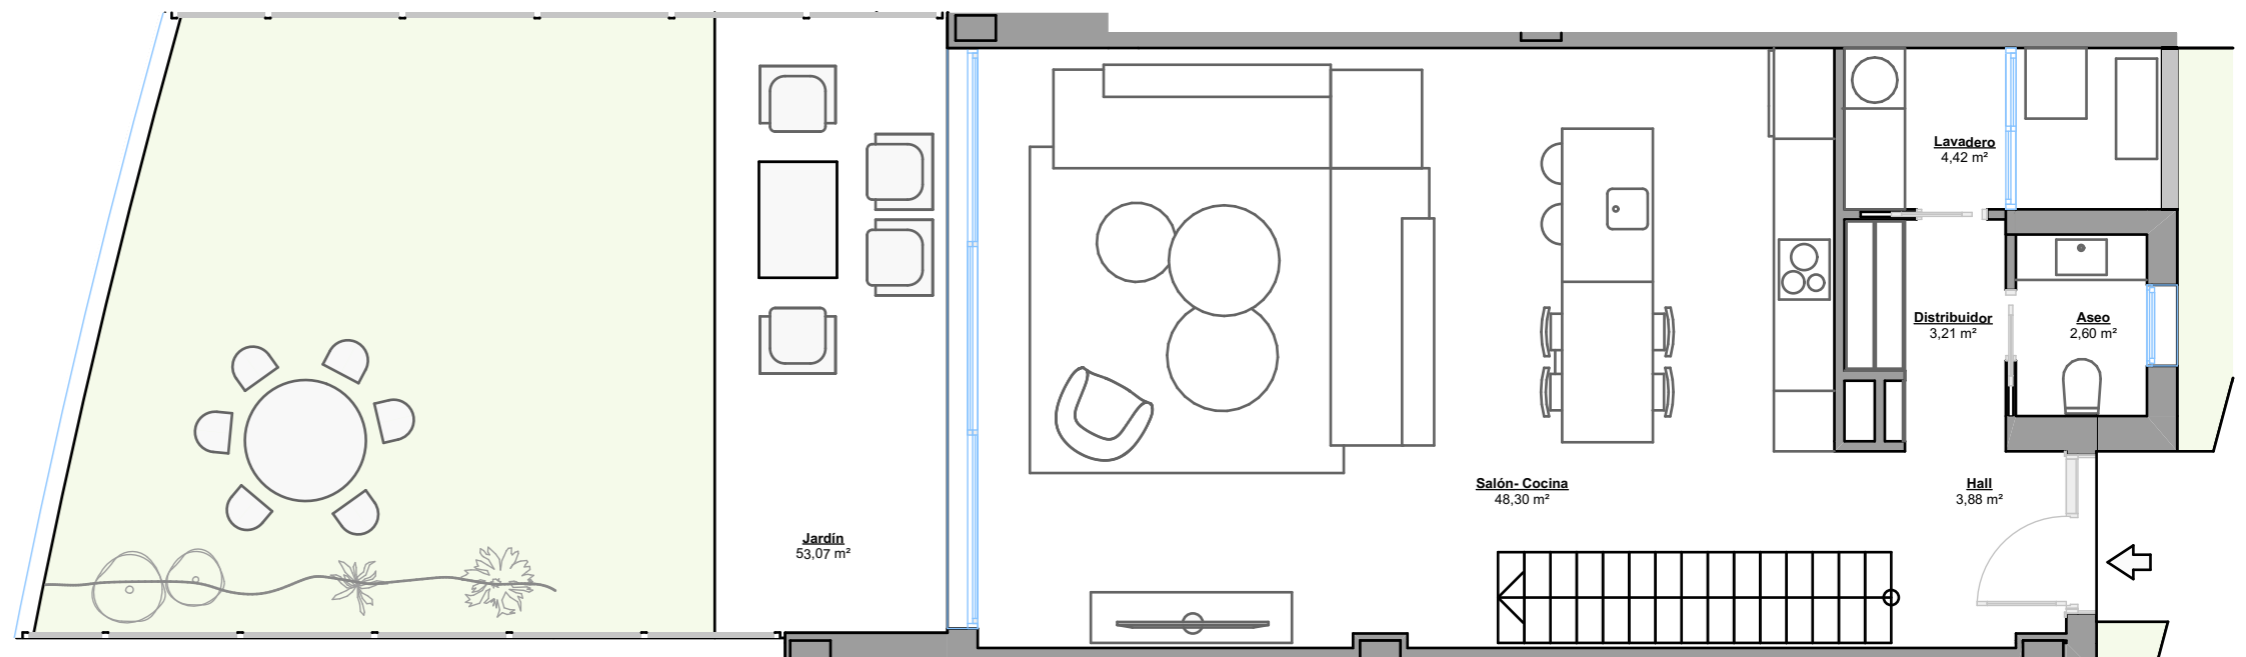 Lavadero
4,42 m²
Distribuidor
3,21 m²
Aseo
2,60 m²
Salón- Cocina
48,30 m²
Hall
3,88 m²
Jardín
53,07 m²